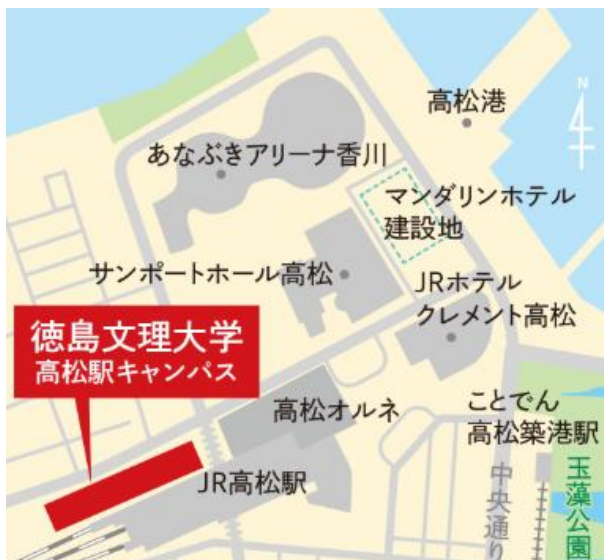 高松港
N
あなぶきアリーナ香川
マンダリンホテル
建設地
サンポートホール高松
JRホテル
クレメント高松
徳島文理大学
高松駅キャンパス
高松オルネ
ことでん
高松築港駅
JR高松駅
中央通り
玉藻公園